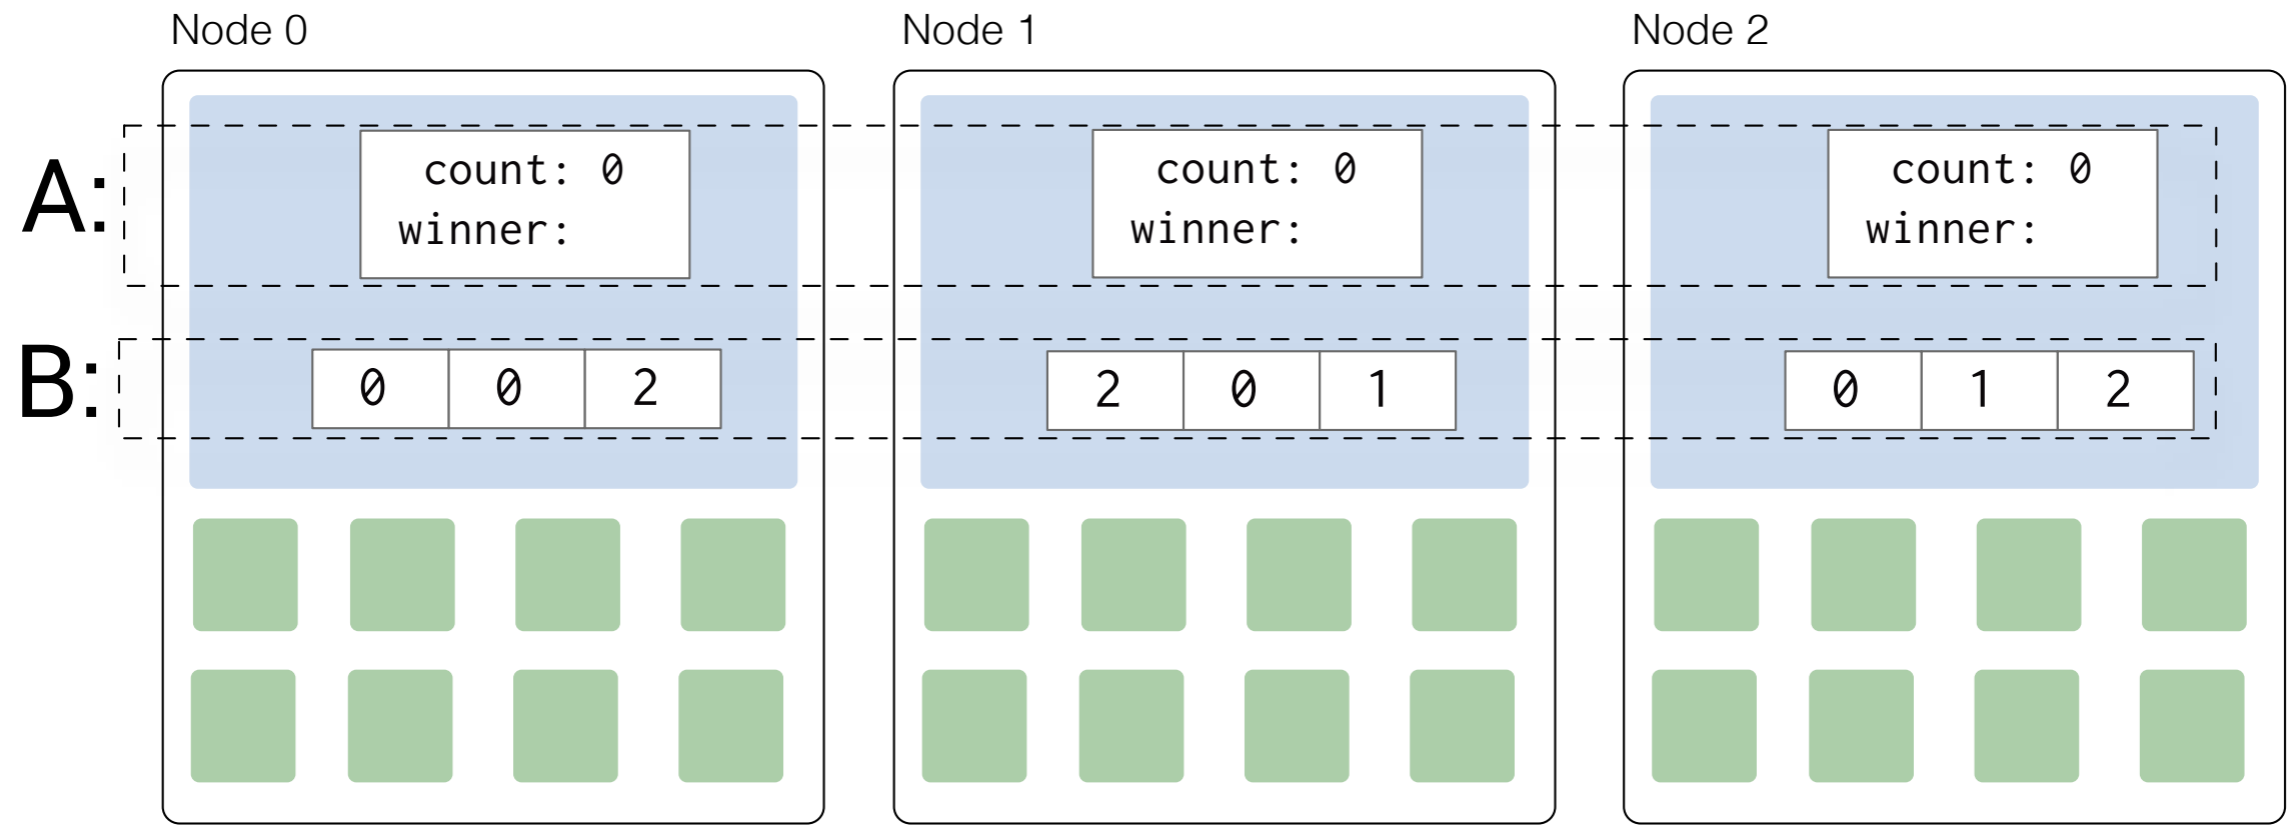 Node 0 Node 1 Node 2
A:
count: 0
winner:
count: 0
winner:
count: 0
winner:
B:
0 0 2
2 0 1
0 1 2